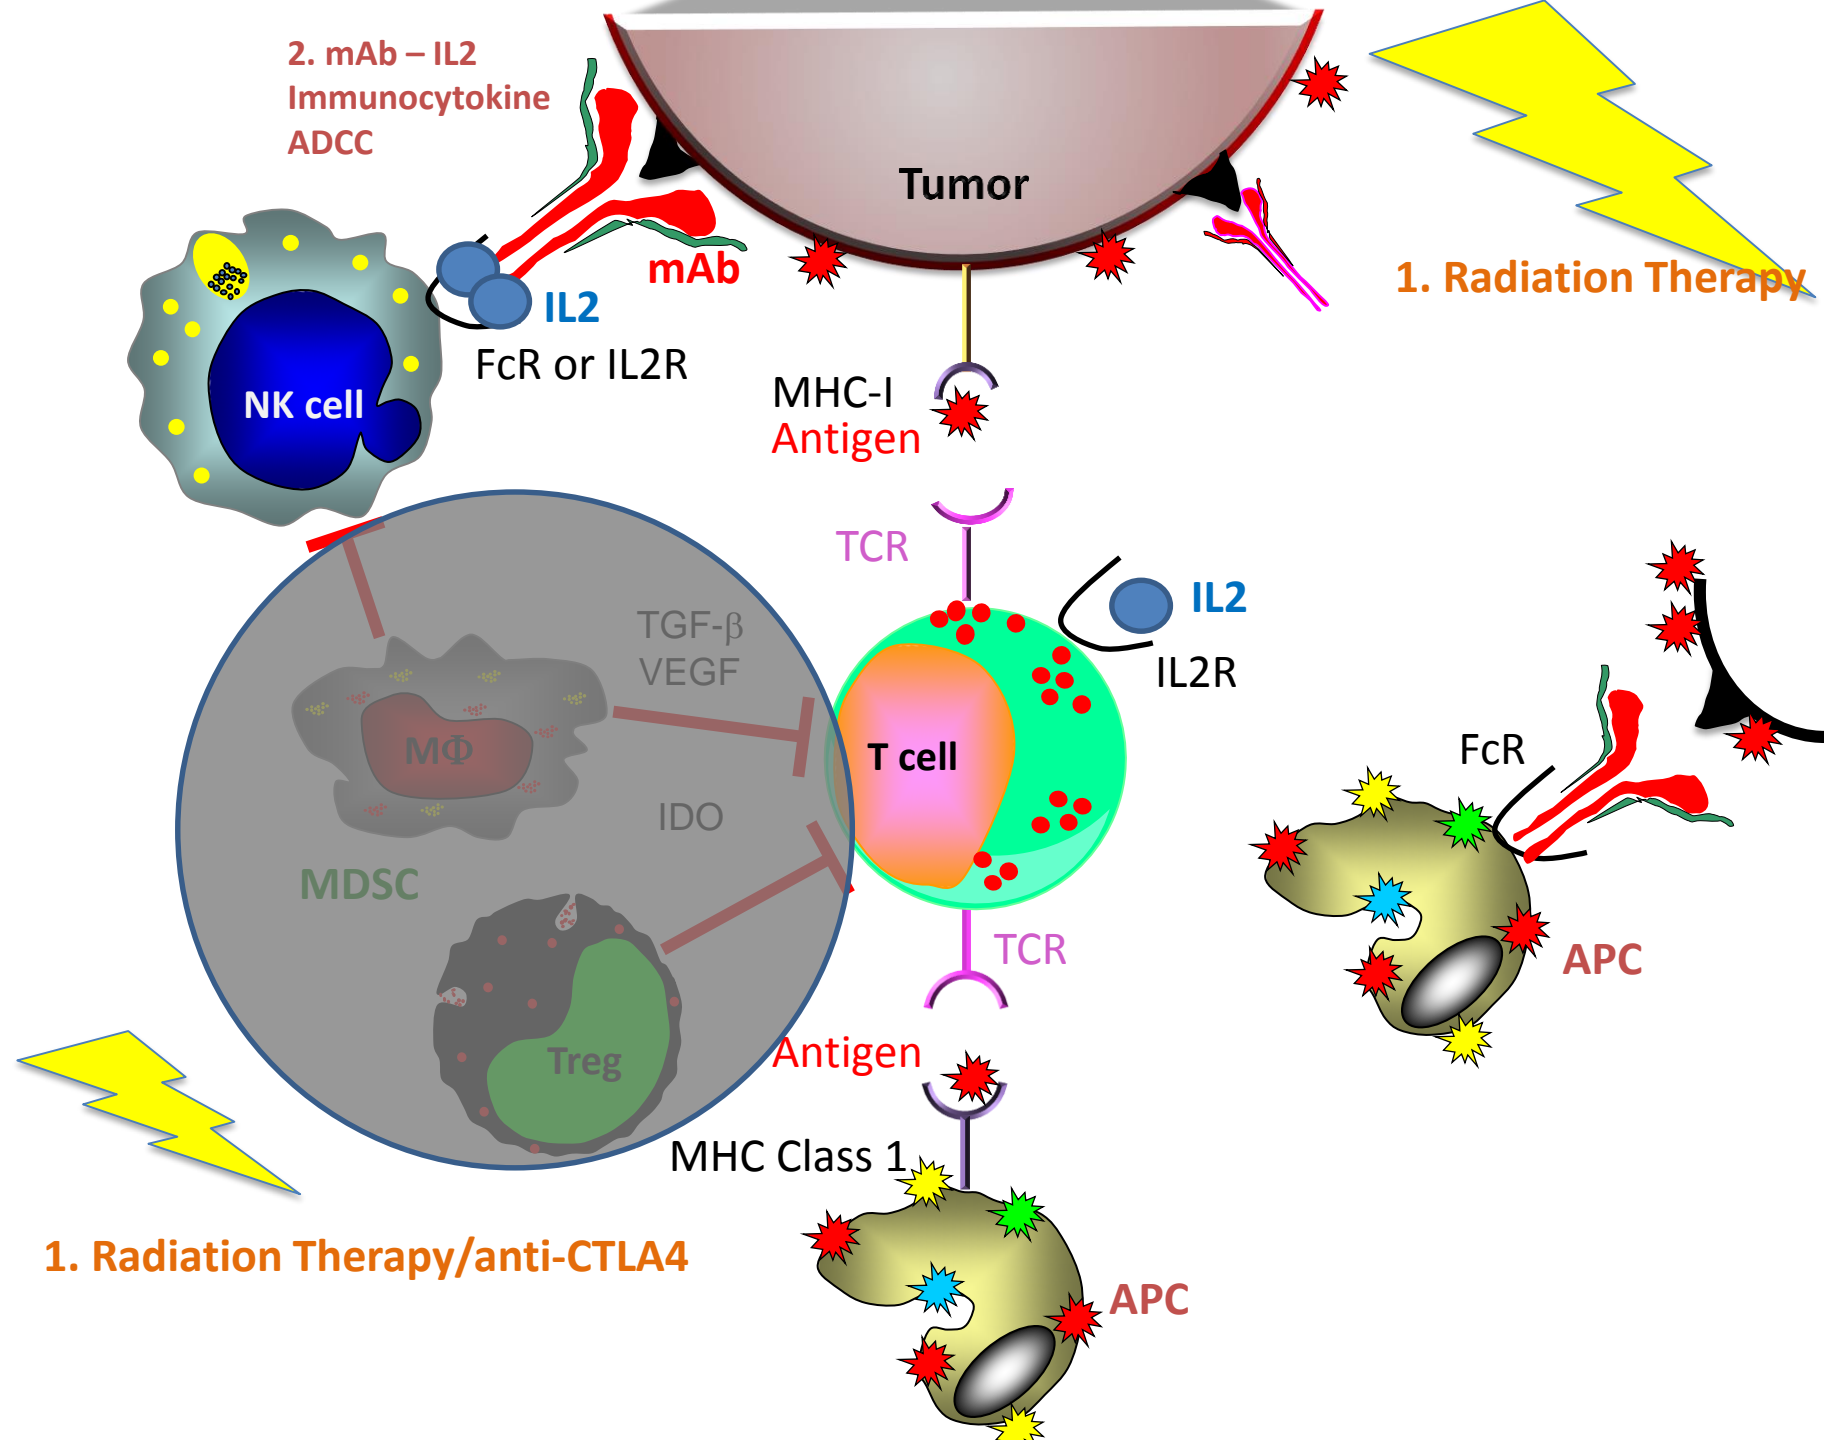 2. mAb – IL2
Immunocytokine
ADCC
Tumor
mAb
1. Radiation Therapy
IL2
FcR or IL2R
NK cell
MHC-I
Antigen
TCR
IL2
IL2R
TGF-β
VEGF
MΦ
T cell
FcR
IDO
MDSC
TCR
APC
Antigen
Treg
MHC Class 1
1. Radiation Therapy/anti-CTLA4
APC